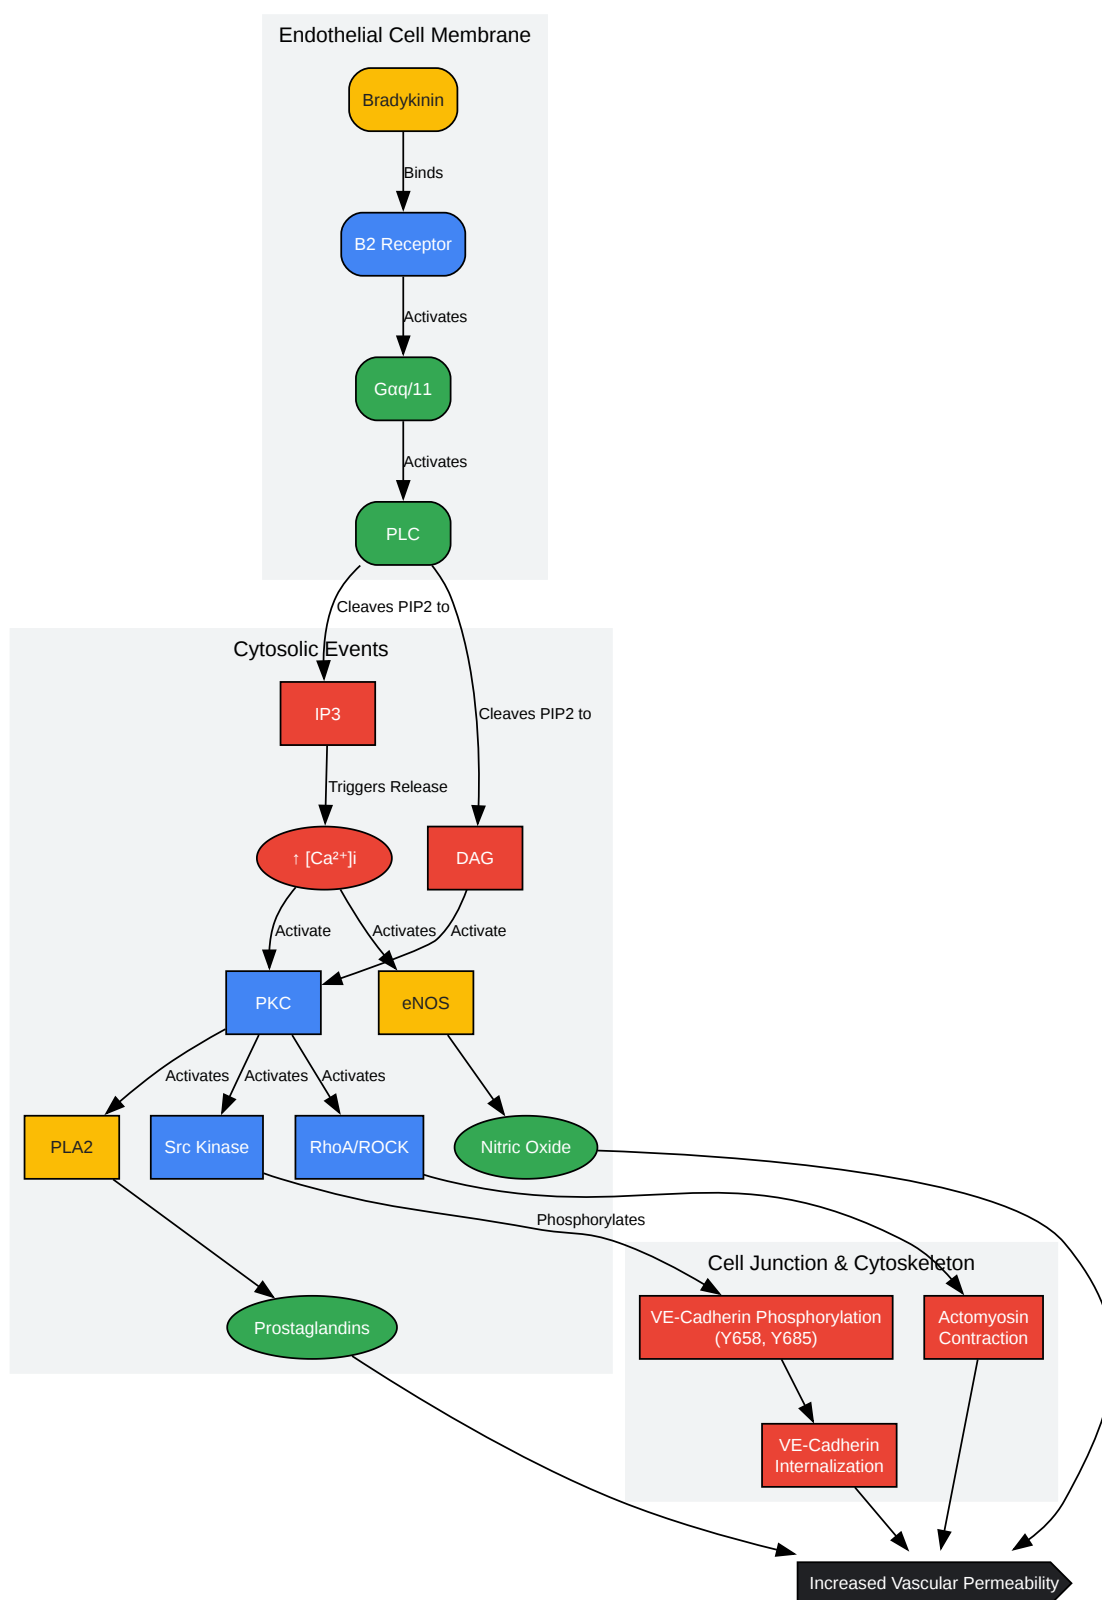 Endothelial Cell Membrane
Bradykinin
Binds
B2 Receptor
Activates
Gαq/11
Activates
PLC
Cleaves PIP2 to
Cytosolic Events
IP3
Cleaves PIP2 to
Triggers Release
↑ [Ca²⁺]i
DAG
Activate
Activates
Activate
PKC
eNOS
Activates
Activates
Activates
PLA2
Src Kinase
RhoA/ROCK
Nitric Oxide
Phosphorylates
Cell Junction & Cytoskeleton
VE-Cadherin Phosphorylation
(Y658, Y685)
Actomyosin
Contraction
Prostaglandins
VE-Cadherin
Internalization
Increased Vascular Permeability